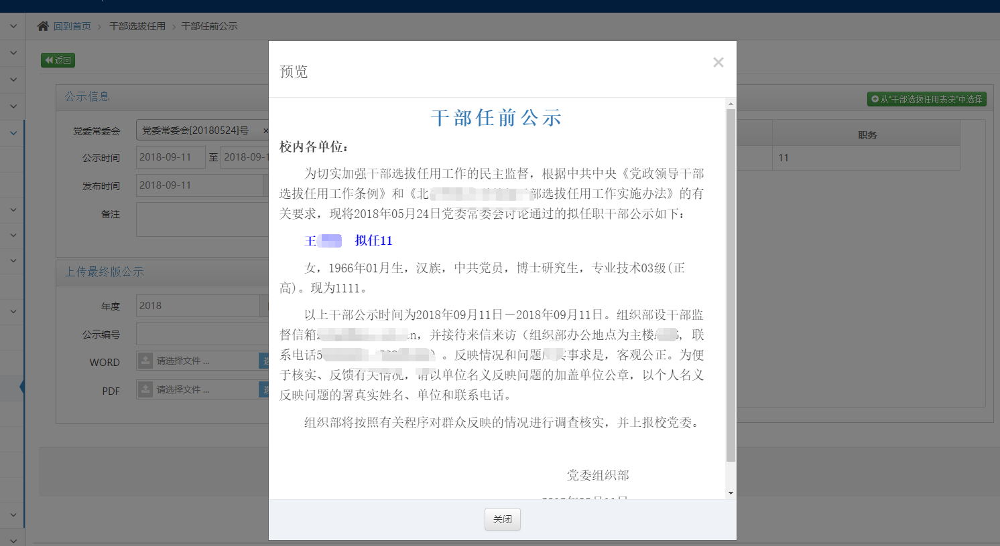 回到首页 干部选拔任用 干部任前公示
返回
预览
×
公示信息
从“干部选拔任用表决”中选择
党委常委会 党委常委会[20180524]号 ×
职务
公示时间 2018-09-11 至 2018-09-1
11
发布时间 2018-09-11
备注
上传最终版公示
年度 2018
公示编号
WORD 请选择文件 ...
PDF 请选择文件 ...
干部任前公示
校内各单位：
为切实加强干部选拔任用工作的民主监督，根据中共中央《党政领导干部
选拔任用工作条例》和《北 部选拔任用工作实施办法》的有
关要求，现将2018年05月24日党委常委会讨论通过的拟任职干部公示如下：
王 拟任11
女，1966年01月生，汉族，中共党员，博士研究生，专业技术03级(正
高)。现为1111。
以上干部公示时间为2018年09月11日－2018年09月11日。组织部设干部监
督信箱 n，并接待来信来访（组织部办公地点为主楼 ，联
系电话5 ）。反映情况和问题 事求是，客观公正。为便
于核实、反馈有关情况，请以单位名义反映问题的加盖单位公章，以个人名义
反映问题的署真实姓名、单位和联系电话。
组织部将按照有关程序对群众反映的情况进行调查核实，并上报校党委。
党委组织部
2018年09月11日
关闭